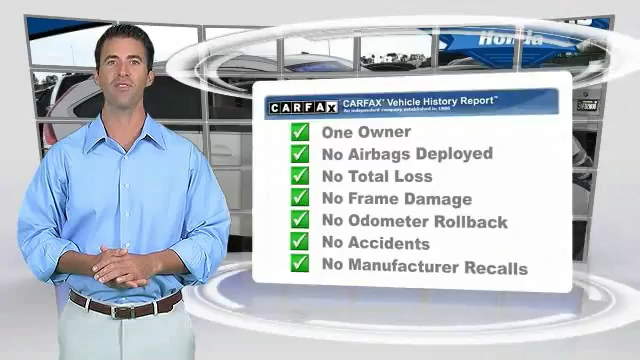 Honda
CARFAX CARFAX Vehicle History Report™
An independent company established in 1986
One Owner
No Airbags Deployed
No Total Loss
No Frame Damage
No Odometer Rollback
No Accidents
No Manufacturer Recalls